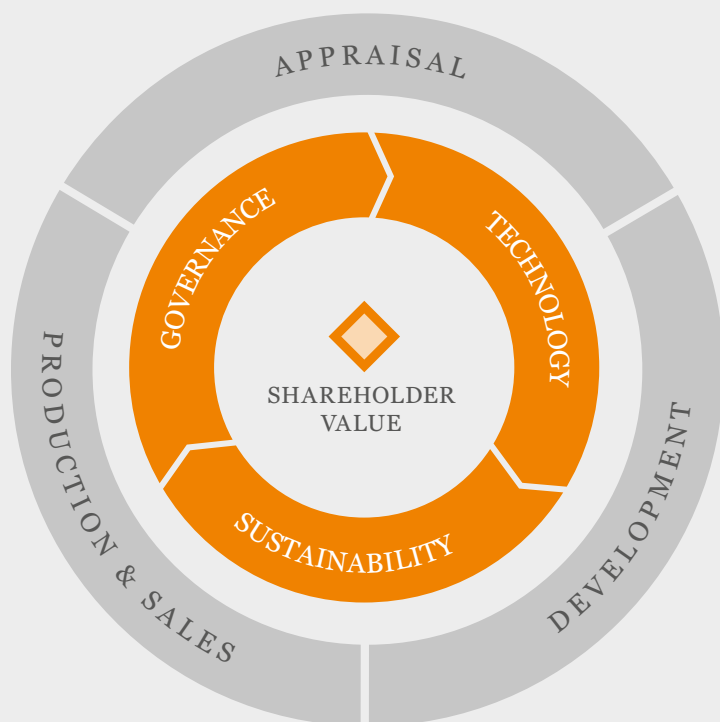 APPRAISAL
GOVERNANCE
TECHNOLOGY
SHAREHOLDER
VALUE
PRODUCTION & SALES
DEVELOPMENT
SUSTAINABILITY